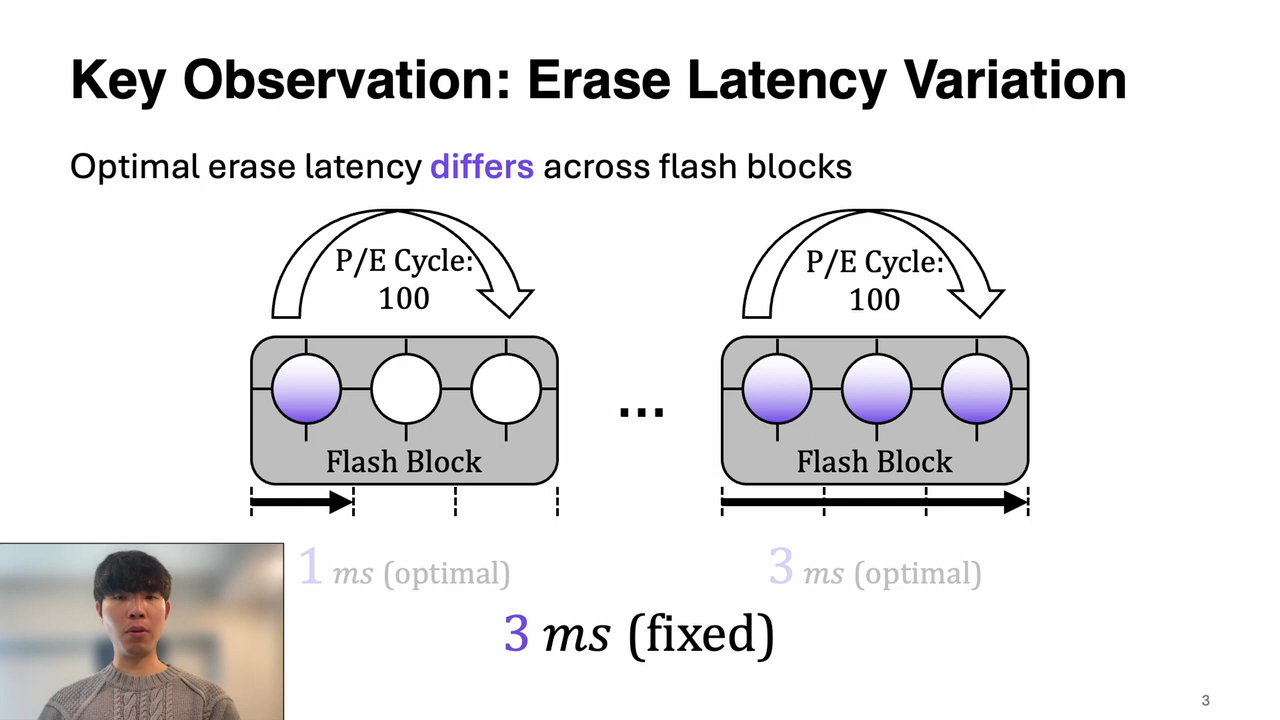 Key Observation: Erase Latency Variation
Optimal erase latency differs across flash blocks
P/E Cycle:
100
P/E Cycle:
100
...
Flash Block
Flash Block
1 ms (optimal)
3 ms (optimal)
3 ms (fixed)
3